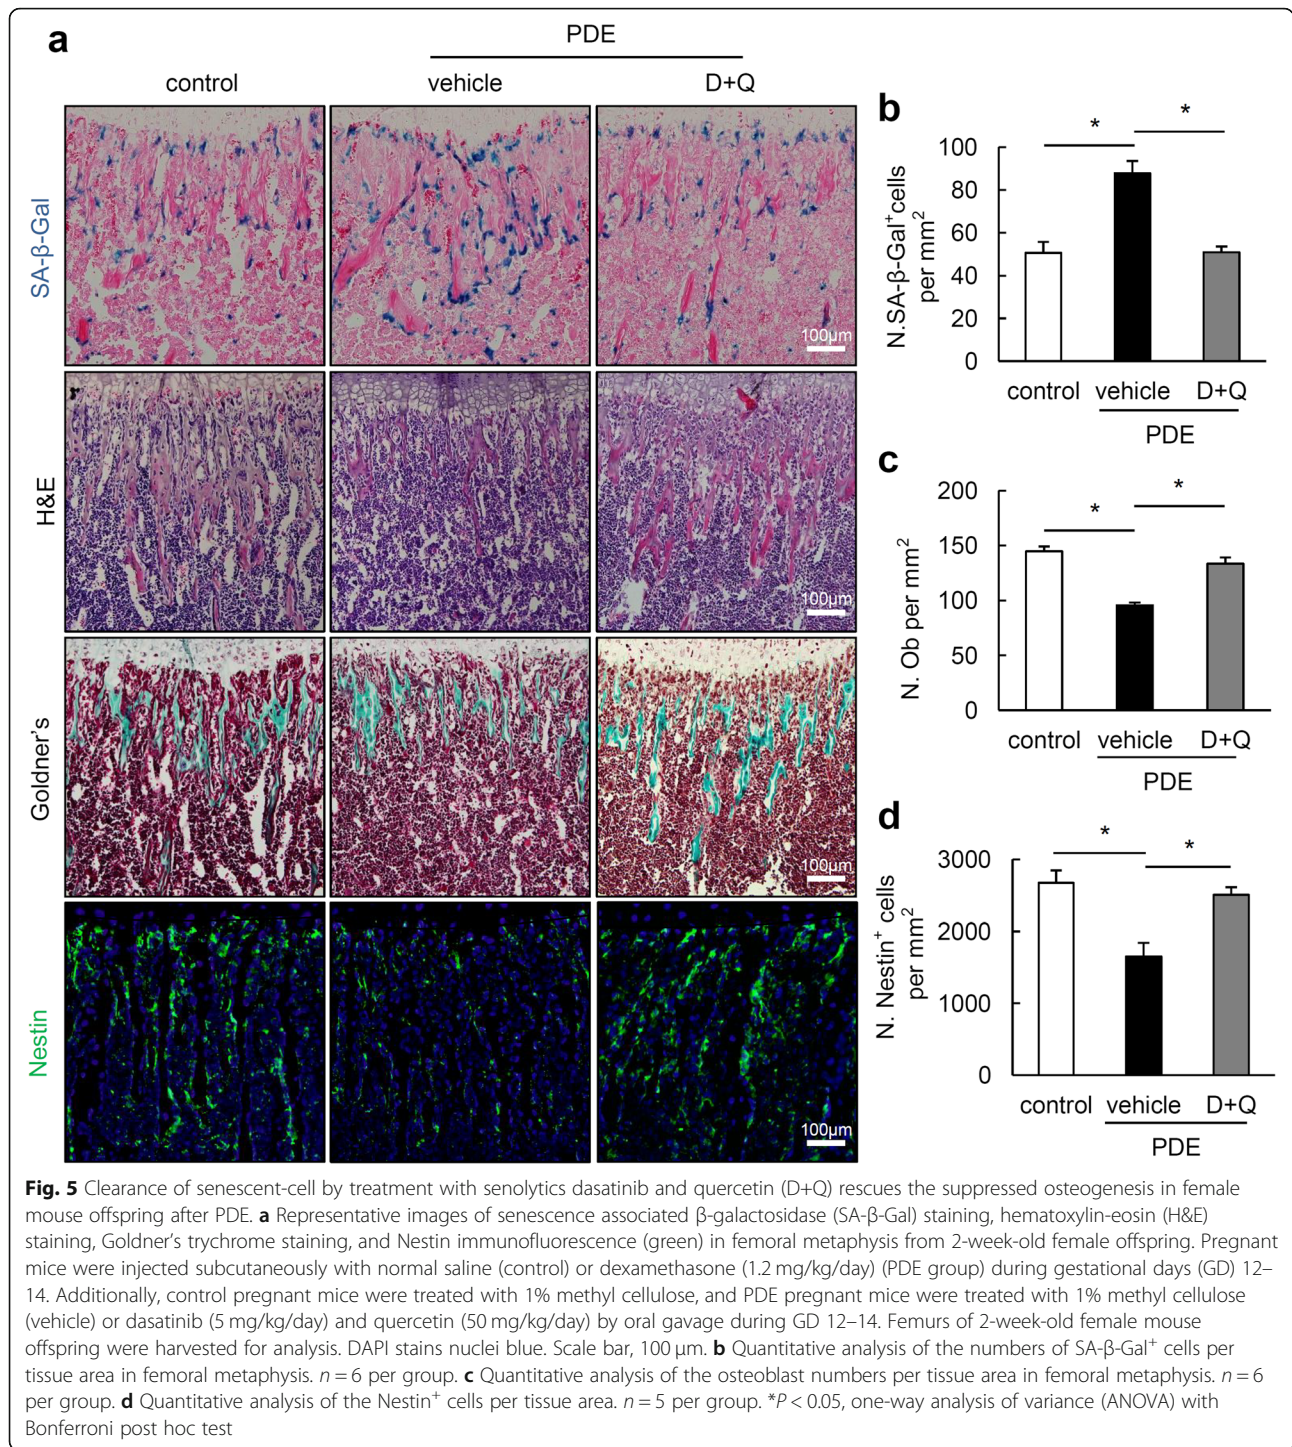 a
PDE
control vehicle D+Q
SA-β-Gal
100μm
H&E
100μm
Goldner's
100μm
Nestin
100μm
b
* *
N.SA-β-Gal⁺cells
per mm²
100
80
60
40
20
0
control vehicle D+Q
PDE
c
* *
N. Ob per mm²
200
150
100
50
0
control vehicle D+Q
PDE
d
* *
N. Nestin⁺ cells
per mm²
3000
2000
1000
0
control vehicle D+Q
PDE
Fig. 5 Clearance of senescent-cell by treatment with senolytics dasatinib and quercetin (D+Q) rescues the suppressed osteogenesis in female
mouse offspring after PDE. a Representative images of senescence associated β-galactosidase (SA-β-Gal) staining, hematoxylin-eosin (H&E)
staining, Goldner's trychrome staining, and Nestin immunofluorescence (green) in femoral metaphysis from 2-week-old female offspring. Pregnant
mice were injected subcutaneously with normal saline (control) or dexamethasone (1.2 mg/kg/day) (PDE group) during gestational days (GD) 12–
14. Additionally, control pregnant mice were treated with 1% methyl cellulose, and PDE pregnant mice were treated with 1% methyl cellulose
(vehicle) or dasatinib (5 mg/kg/day) and quercetin (50 mg/kg/day) by oral gavage during GD 12–14. Femurs of 2-week-old female mouse
offspring were harvested for analysis. DAPI stains nuclei blue. Scale bar, 100 μm. b Quantitative analysis of the numbers of SA-β-Gal⁺ cells per
tissue area in femoral metaphysis. n = 6 per group. c Quantitative analysis of the osteoblast numbers per tissue area in femoral metaphysis. n = 6
per group. d Quantitative analysis of the Nestin⁺ cells per tissue area. n = 5 per group. *P < 0.05, one-way analysis of variance (ANOVA) with
Bonferroni post hoc test